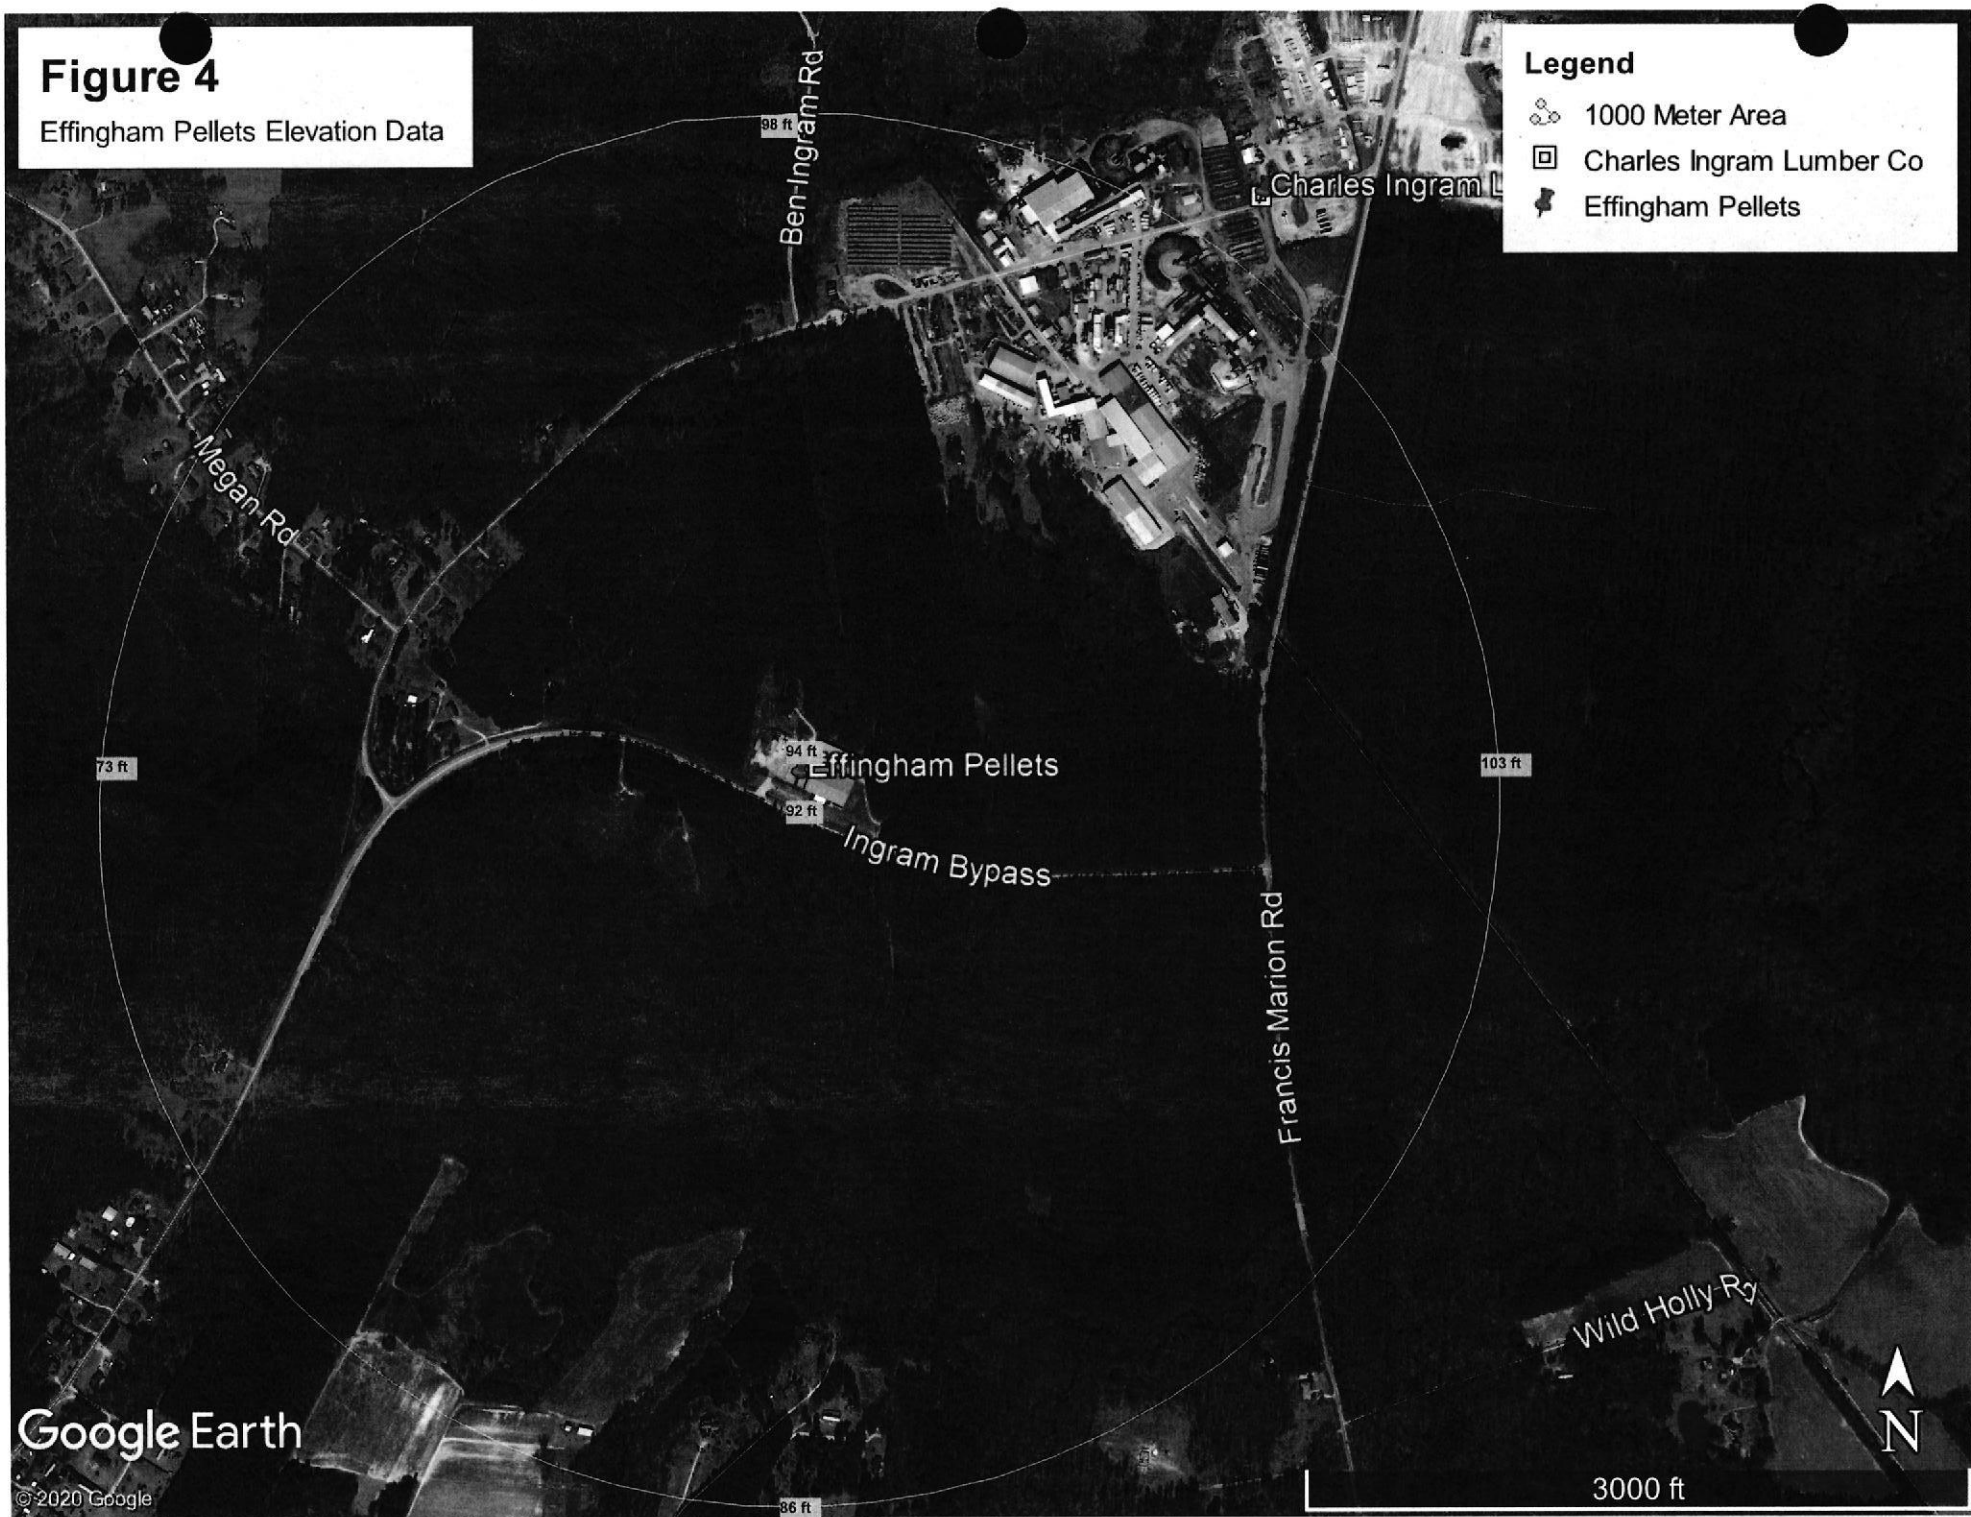 Figure 4
Effingham Pellets Elevation Data
Legend
1000 Meter Area
Charles Ingram Lumber Co
Effingham Pellets
98 ft
Ben-Ingram-Rd
Charles Ingram L
Megan-Rd
94 ft
Effingham Pellets
73 ft
103 ft
92 ft
Ingram Bypass
Francis-Marion-Rd
Wild Holly-R
Google Earth
N
3000 ft
© 2020 Google
86 ft